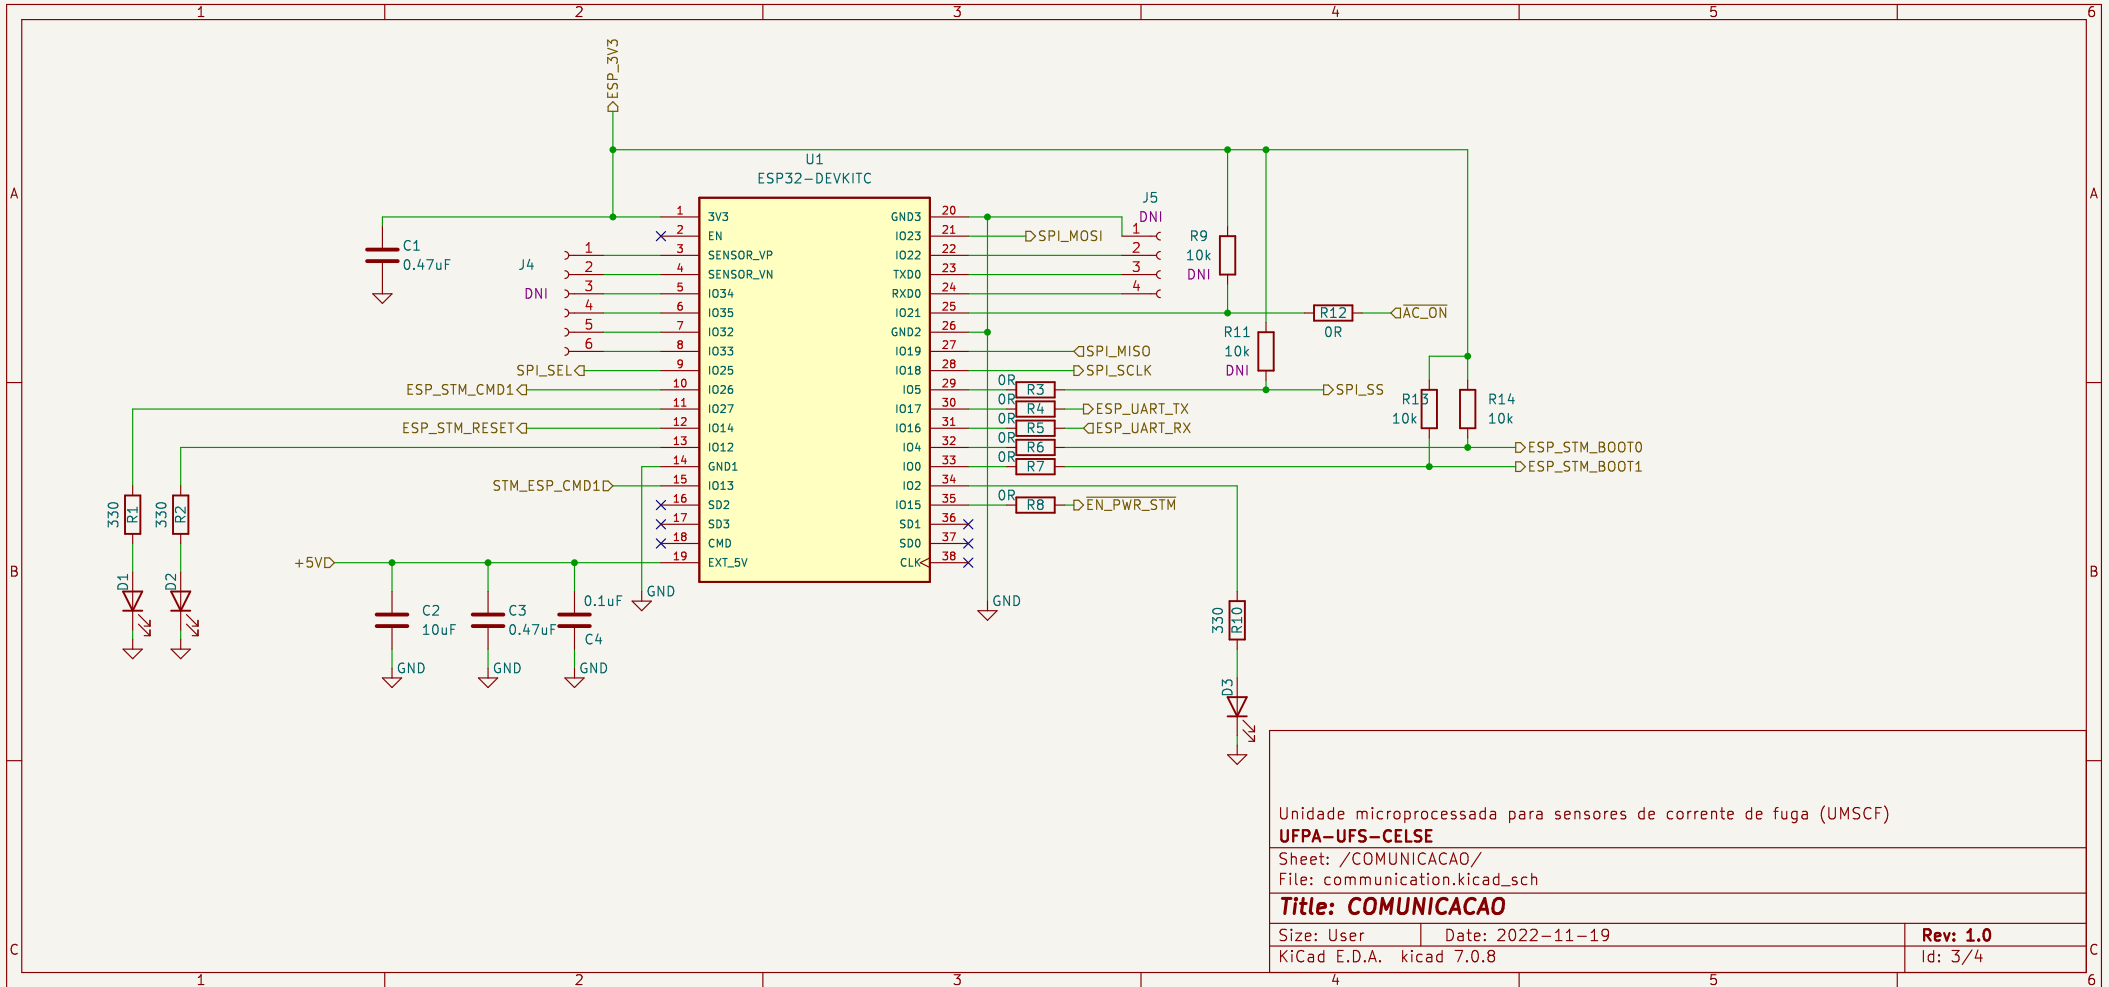 1 2 3 4 5 6
A
A
B
B
C
C
1 2 3 4 5 6
ESP_3V3
U1
ESP32-DEVKITC
1 3V3
2 EN
3 SENSOR_VP
4 SENSOR_VN
5 IO34
6 IO35
7 IO32
8 IO33
9 IO25
10 IO26
11 IO27
12 IO14
13 IO12
14 GND1
15 IO13
16 SD2
17 SD3
18 CMD
19 EXT_5V
GND3 20
IO23 21
IO22 22
TXD0 23
RXD0 24
IO21 25
GND2 26
IO19 27
IO18 28
IO5 29
IO17 30
IO16 31
IO4 32
IO0 33
IO2 34
IO15 35
SD1 36
SD0 37
CLK 38
C1
0.47uF
J4
DNI
1
2
3
4
5
6
SPI_SEL
ESP_STM_CMD1
ESP_STM_RESET
STM_ESP_CMD1
330
R1
330
R2
D1
D2
+5V
C2
10uF
GND
C3
0.47uF
GND
0.1uF
C4
GND
GND
GND
J5
DNI
1
2
3
4
SPI_MOSI
R9
10k
DNI
R11
10k
DNI
R12
0R
AC_ON
SPI_MISO
SPI_SCLK
0R
R3
SPI_SS
0R
R4
ESP_UART_TX
0R
R5
ESP_UART_RX
0R
R6
ESP_STM_BOOT0
0R
R7
ESP_STM_BOOT1
0R
R8
EN_PWR_STM
R13
10k
R14
10k
330
R10
D3
Unidade microprocessada para sensores de corrente de fuga (UMSCF)
UFPA-UFS-CELSE
Sheet: /COMUNICACAO/
File: communication.kicad_sch
Title: COMUNICACAO
Size: User Date: 2022-11-19 Rev: 1.0
KiCad E.D.A. kicad 7.0.8 Id: 3/4